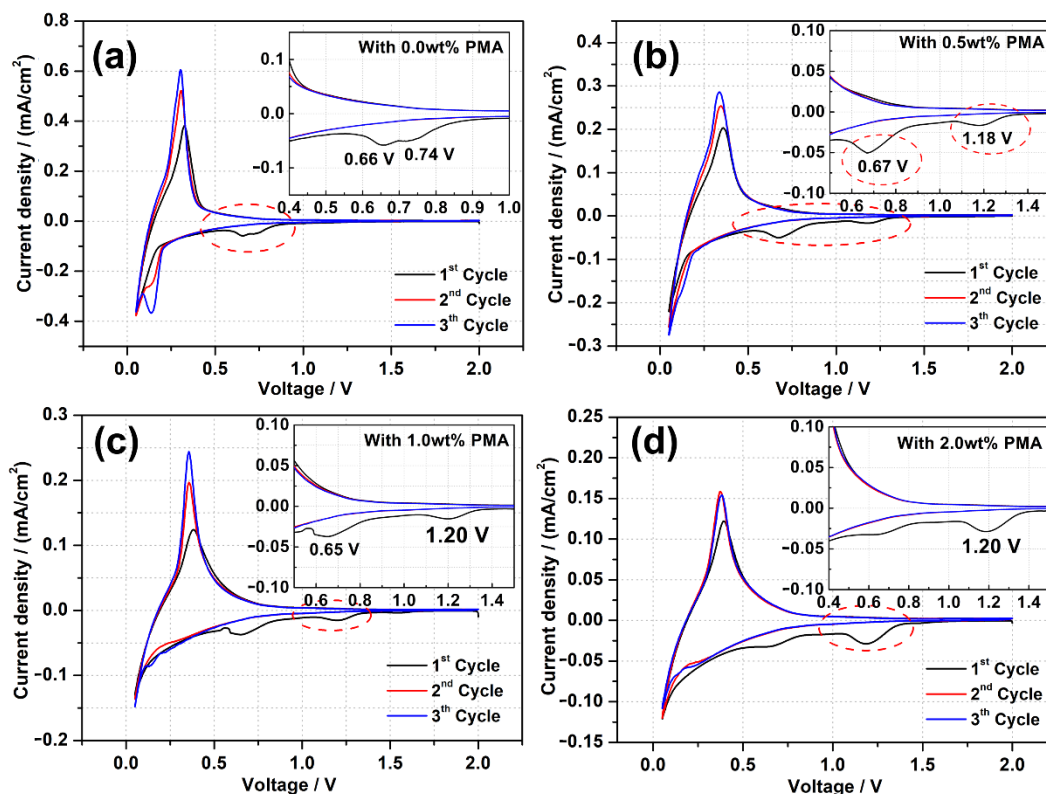 (a)
With 0.0wt% PMA
0.1
0.0
−0.1
0.66 V
0.74 V
0.4 0.5 0.6 0.7 0.8 0.9 1.0
0.8
0.6
0.4
0.2
0.0
−0.2
−0.4
Current density / (mA/cm²)
1st Cycle
2nd Cycle
3th Cycle
0.0 0.5 1.0 1.5 2.0
Voltage / V
(b)
With 0.5wt% PMA
0.10
0.05
0.00
−0.05
−0.10
0.67 V
1.18 V
0.6 0.8 1.0 1.2 1.4
0.4
0.3
0.2
0.1
0.0
−0.1
−0.2
−0.3
Current density / (mA/cm²)
1st Cycle
2nd Cycle
3th Cycle
0.0 0.5 1.0 1.5 2.0
Voltage / V
(c)
With 1.0wt% PMA
0.10
0.05
0.00
−0.05
−0.10
0.65 V
1.20 V
0.6 0.8 1.0 1.2 1.4
0.3
0.2
0.1
0.0
−0.1
−0.2
Current density / (mA/cm²)
1st Cycle
2nd Cycle
3th Cycle
0.0 0.5 1.0 1.5 2.0
Voltage / V
(d)
With 2.0wt% PMA
0.10
0.05
0.00
−0.05
1.20 V
0.4 0.6 0.8 1.0 1.2 1.4
0.25
0.20
0.15
0.10
0.05
0.00
−0.05
−0.10
−0.15
Current density / (mA/cm²)
1st Cycle
2nd Cycle
3th Cycle
0.0 0.5 1.0 1.5 2.0
Voltage / V